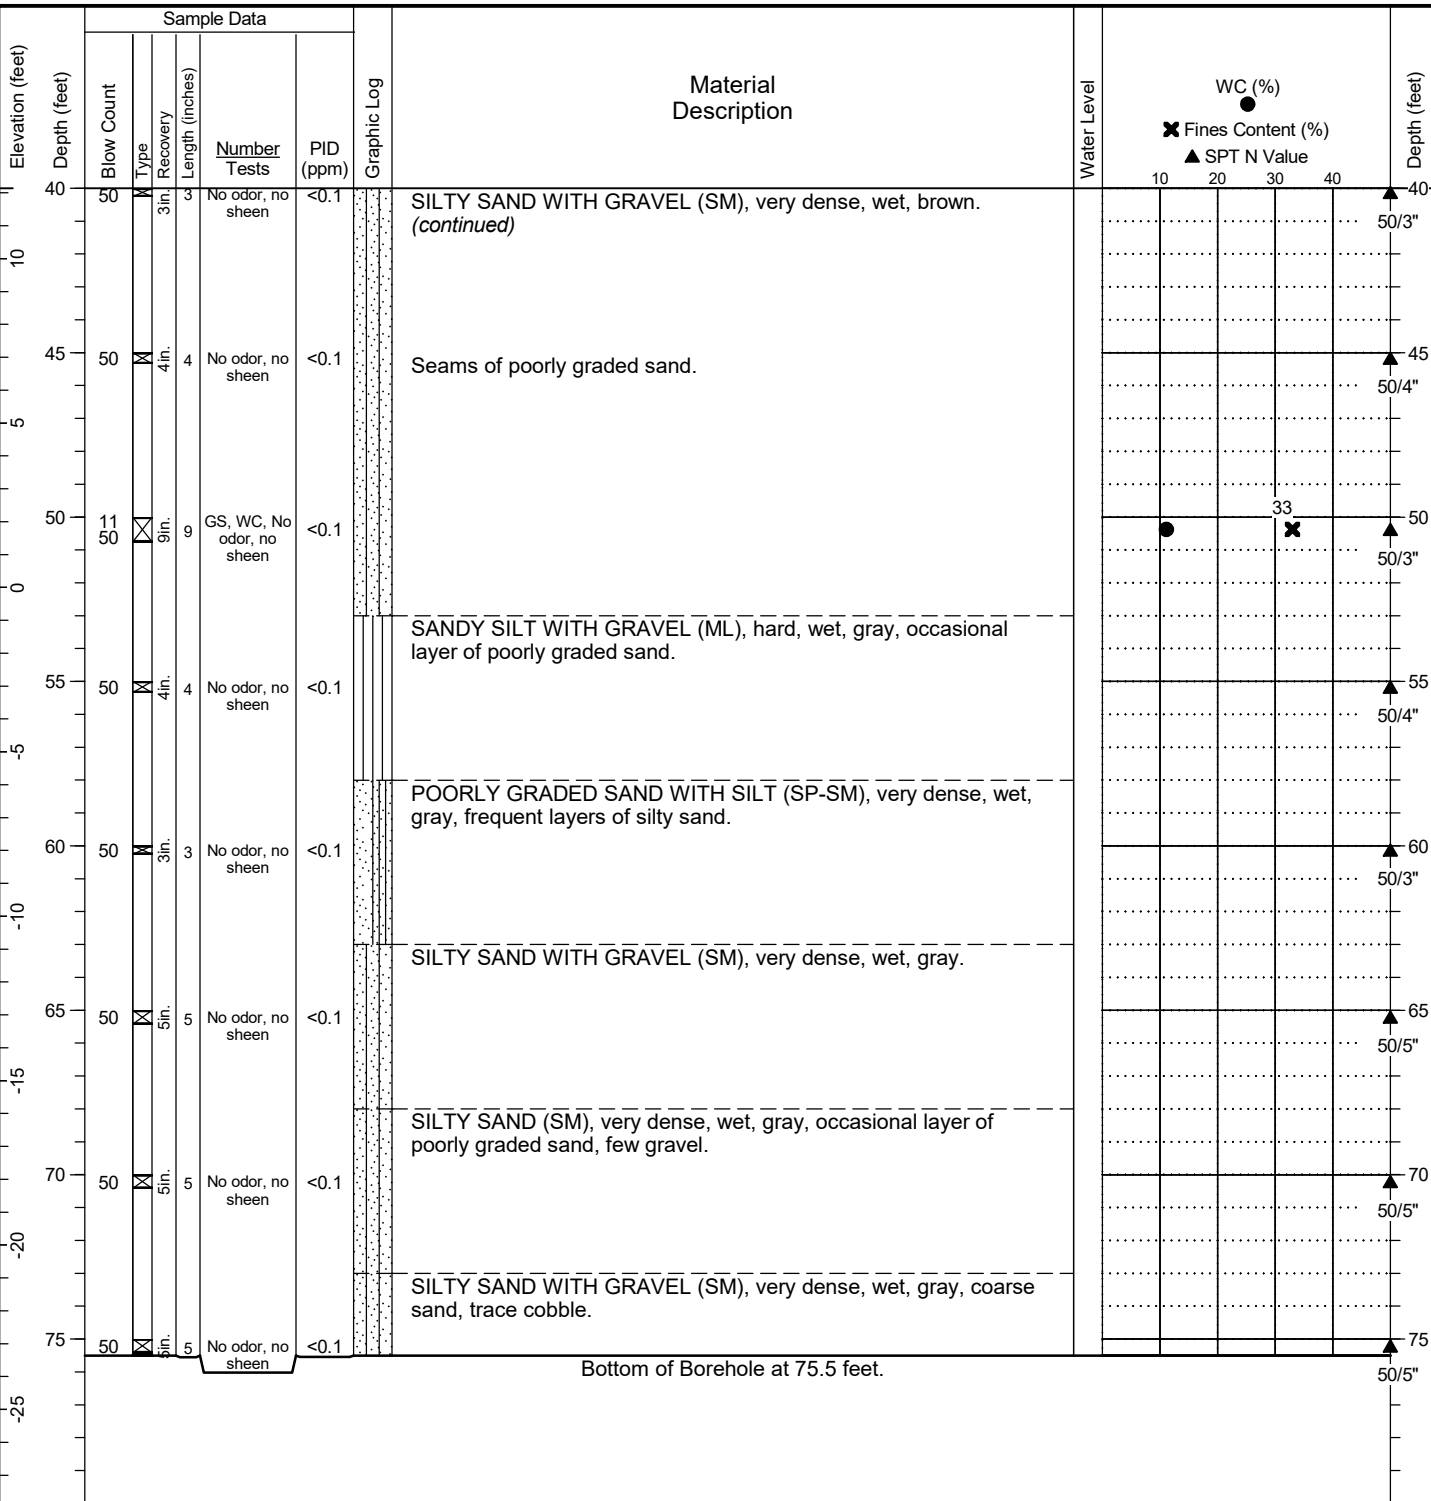 Sample Data
Elevation (feet)
Depth (feet)
Blow Count
Type
Recovery
Length (inches)
Number
Tests
PID
(ppm)
Graphic Log
Material
Description
Water Level
WC (%)
Fines Content (%)
SPT N Value
Depth (feet)
10 20 30 40
40 50 3in. 3 No odor, no <0.1 SILTY SAND WITH GRAVEL (SM), very dense, wet, brown. 40
sheen (continued) 50/3"
10
45 50 4in. 4 No odor, no <0.1 Seams of poorly graded sand. 45
sheen 50/4"
5
33
50 11 9in. 9 GS, WC, No <0.1 50
50 odor, no
sheen 50/3"
0
SANDY SILT WITH GRAVEL (ML), hard, wet, gray, occasional
layer of poorly graded sand.
55 50 4in. 4 No odor, no <0.1 55
sheen 50/4"
-5
POORLY GRADED SAND WITH SILT (SP-SM), very dense, wet,
gray, frequent layers of silty sand.
60 50 3in. 3 No odor, no <0.1 60
sheen 50/3"
-10
SILTY SAND WITH GRAVEL (SM), very dense, wet, gray.
65 50 5in. 5 No odor, no <0.1 65
sheen 50/5"
-15
SILTY SAND (SM), very dense, wet, gray, occasional layer of
poorly graded sand, few gravel.
70 50 5in. 5 No odor, no <0.1 70
sheen 50/5"
-20
SILTY SAND WITH GRAVEL (SM), very dense, wet, gray, coarse
sand, trace cobble.
75 50 5in. 5 No odor, no <0.1 75
sheen
Bottom of Borehole at 75.5 feet. 50/5"
-25